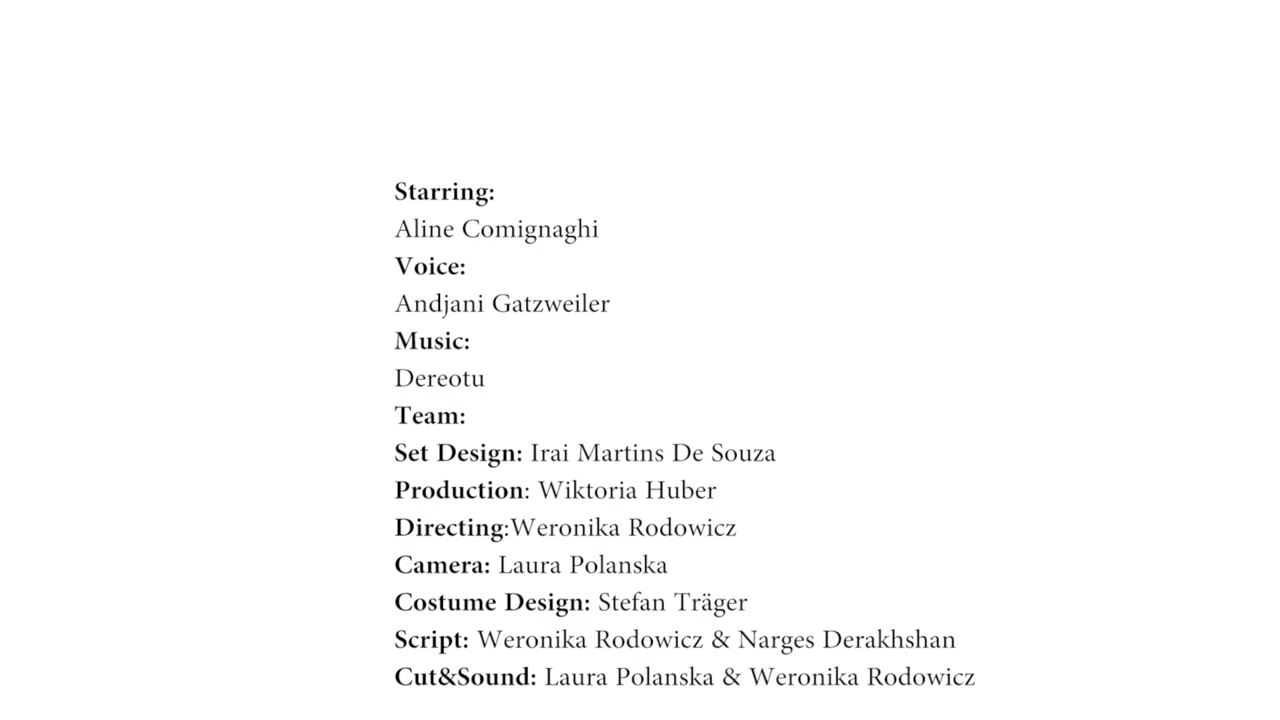 Starring:
Aline Comignaghi
Voice:
Andjani Gatzweiler
Music:
Dereotu
Team:
Set Design: Irai Martins De Souza
Production: Wiktoria Huber
Directing:Weronika Rodowicz
Camera: Laura Polanska
Costume Design: Stefan Träger
Script: Weronika Rodowicz & Narges Derakhshan
Cut&Sound: Laura Polanska & Weronika Rodowicz